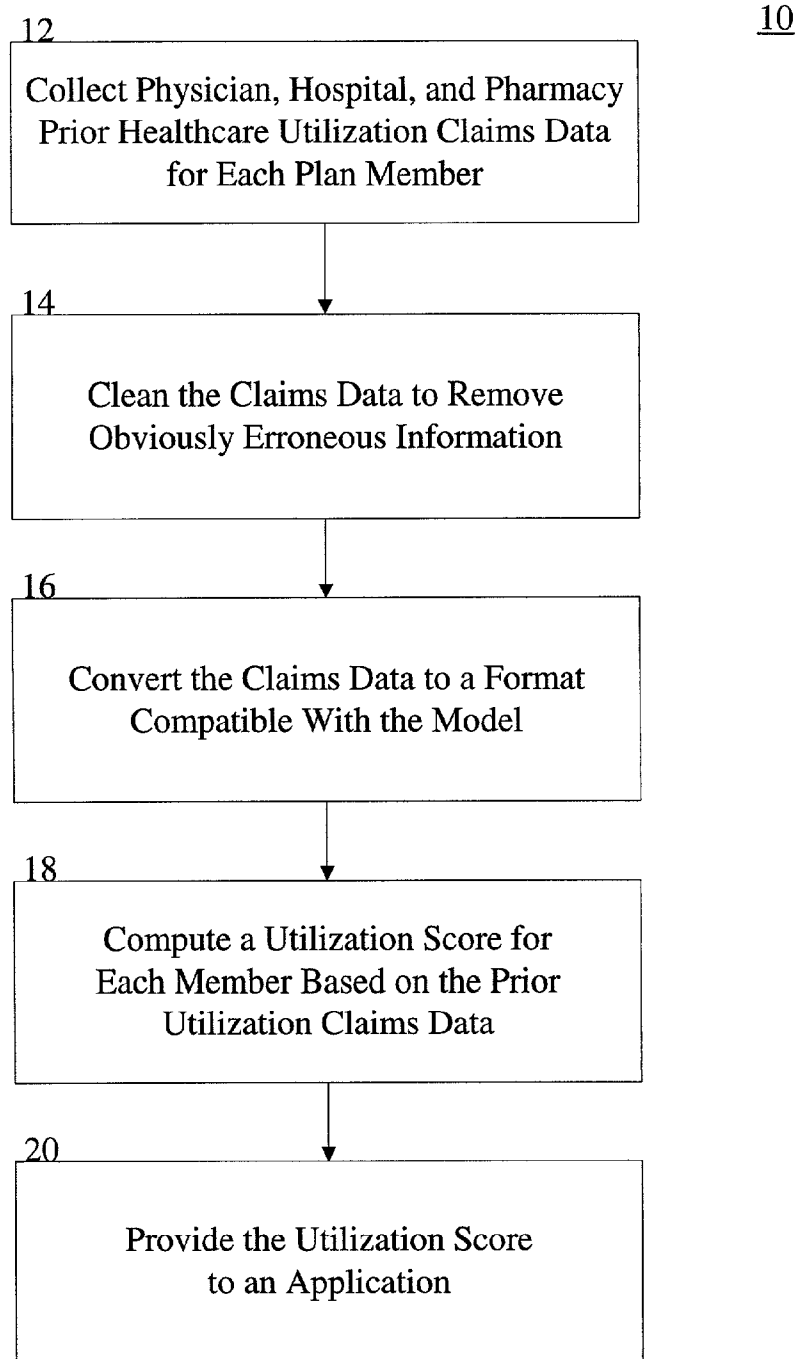 10
12
Collect Physician, Hospital, and Pharmacy
Prior Healthcare Utilization Claims Data
for Each Plan Member
14
Clean the Claims Data to Remove
Obviously Erroneous Information
16
Convert the Claims Data to a Format
Compatible With the Model
18
Compute a Utilization Score for
Each Member Based on the Prior
Utilization Claims Data
20
Provide the Utilization Score
to an Application